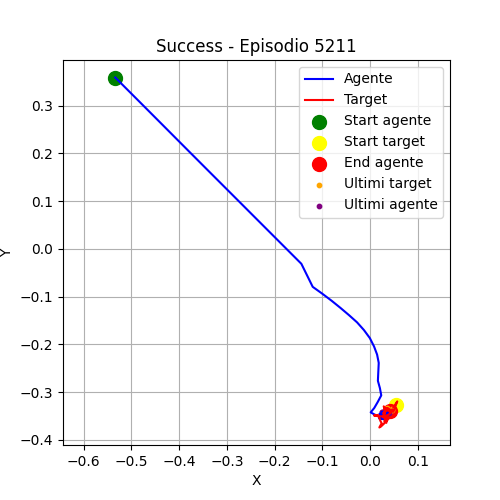 Success - Episodio 5211
Agente
Target
Start agente
Start target
End agente
Ultimi target
Ultimi agente
Y
0.3
0.2
0.1
0.0
−0.1
−0.2
−0.3
−0.4
−0.6 −0.5 −0.4 −0.3 −0.2 −0.1 0.0 0.1
X